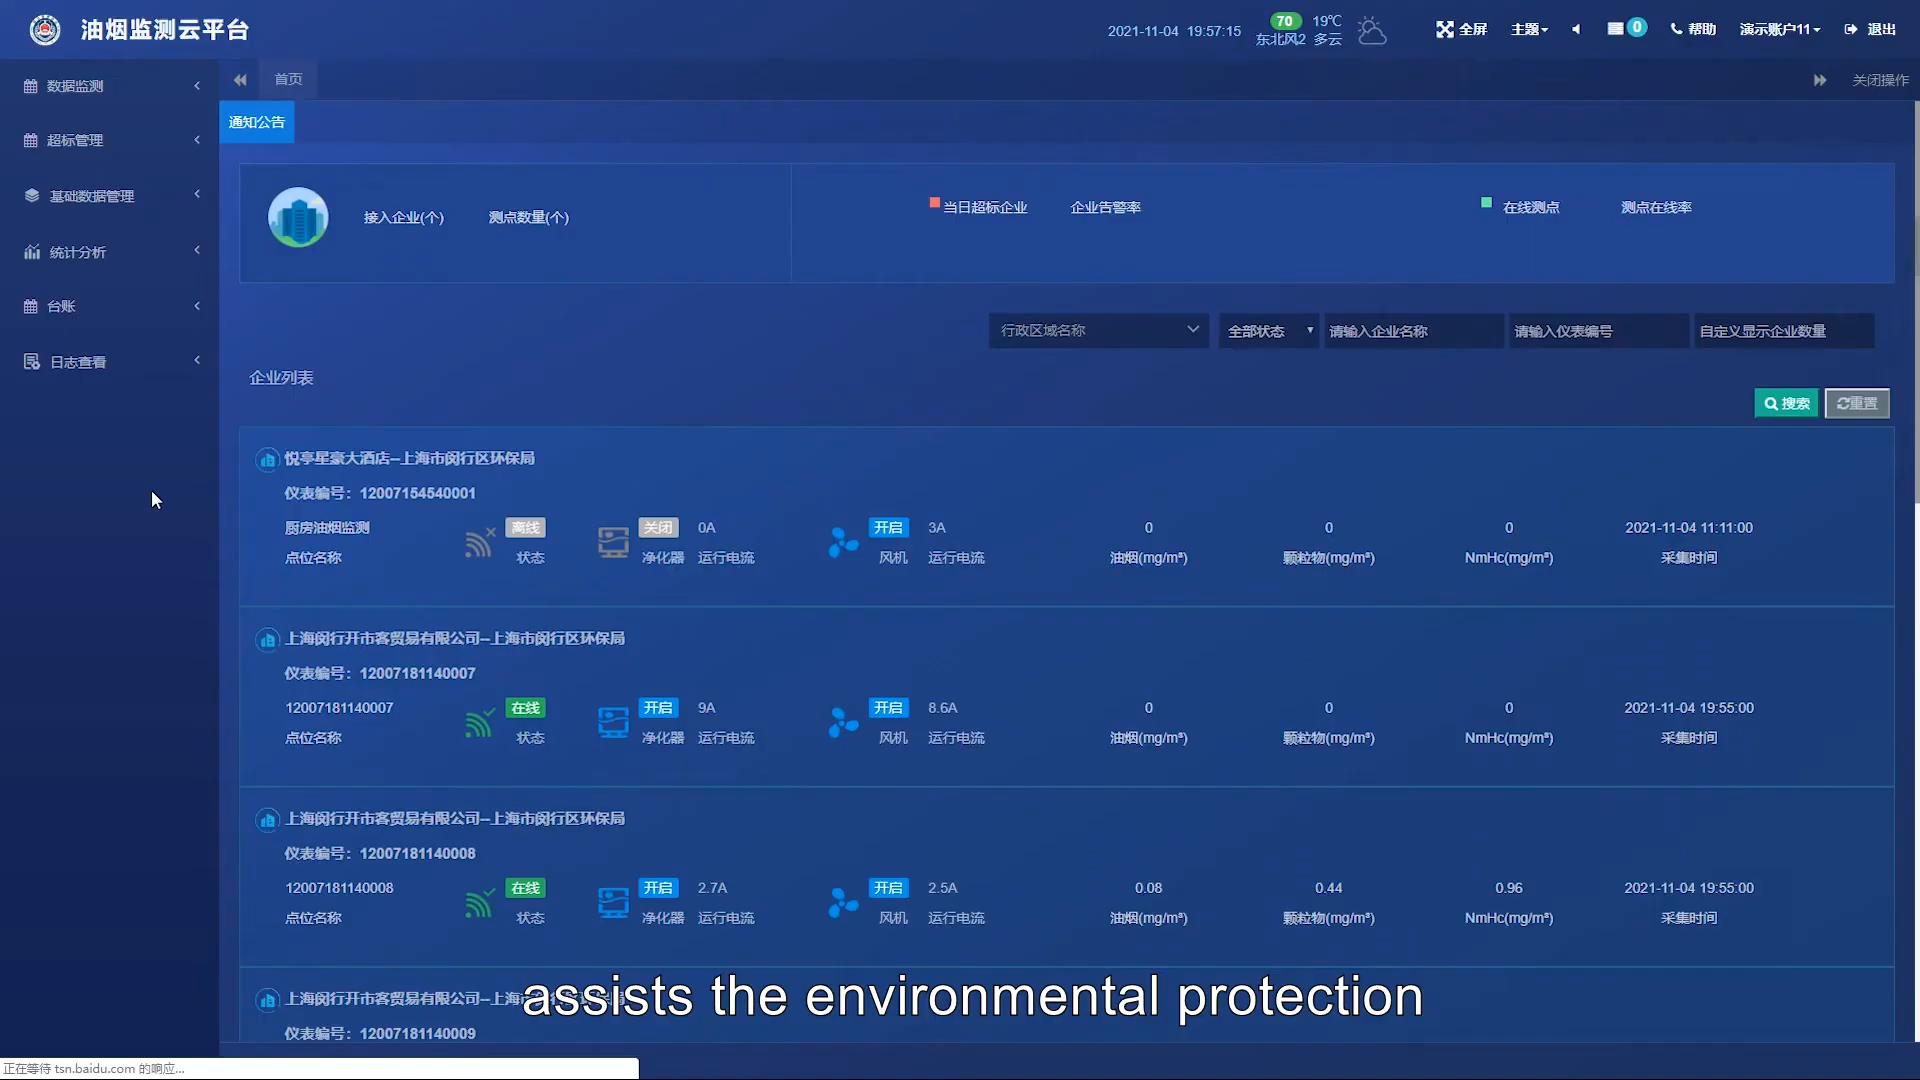 油烟监测云平台
2021-11-04 19:57:15
70 19℃
东北风2 多云
全屏 主题 0 帮助 演示账户11 退出
数据监测
超标管理
基础数据管理
统计分析
台账
日志查看
首页 关闭操作
通知公告
接入企业(个) 测点数量(个) 当日超标企业 企业告警率 在线测点 测点在线率
行政区域名称 全部状态 请输入企业名称 请输入仪表编号 自定义显示企业数量
企业列表
搜索 重置
悦亭星豪大酒店--上海市闵行区环保局
仪表编号：12007154540001
厨房油烟监测 离线 关闭 0A 开启 3A 0 0 0 2021-11-04 11:11:00
点位名称 状态 净化器 运行电流 风机 运行电流 油烟(mg/m³) 颗粒物(mg/m³) NmHc(mg/m³) 采集时间
上海闵行开市客贸易有限公司--上海市闵行区环保局
仪表编号：12007181140007
12007181140007 在线 开启 9A 开启 8.6A 0 0 0 2021-11-04 19:55:00
点位名称 状态 净化器 运行电流 风机 运行电流 油烟(mg/m³) 颗粒物(mg/m³) NmHc(mg/m³) 采集时间
上海闵行开市客贸易有限公司--上海市闵行区环保局
仪表编号：12007181140008
12007181140008 在线 开启 2.7A 开启 2.5A 0.08 0.44 0.96 2021-11-04 19:55:00
点位名称 状态 净化器 运行电流 风机 运行电流 油烟(mg/m³) 颗粒物(mg/m³) NmHc(mg/m³) 采集时间
上海闵行开市客贸易有限公司--上海市
仪表编号：12007181140009
assists the environmental protection
正在等待 tsn.baidu.com 的响应...